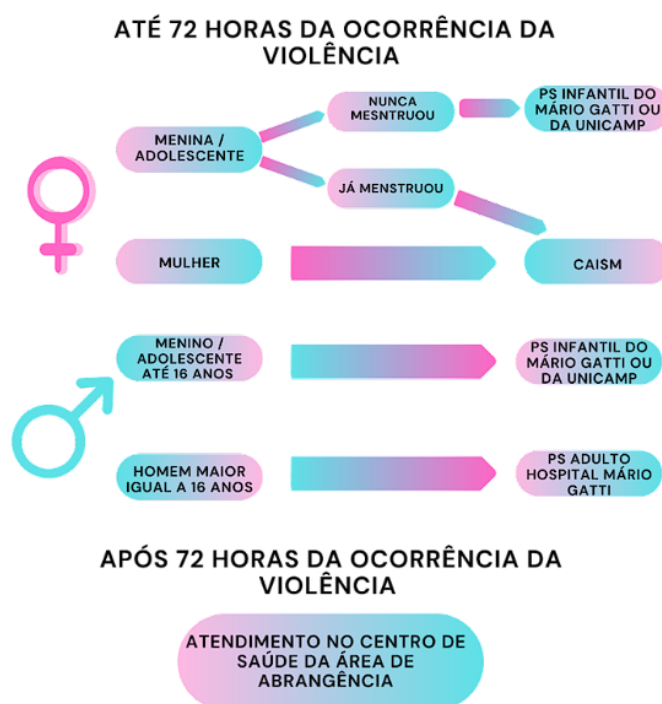 ATÉ 72 HORAS DA OCORRÊNCIA DA
VIOLÊNCIA
MENINA /
ADOLESCENTE
NUNCA
MESNTRUOU
PS INFANTIL DO
MÁRIO GATTI OU
DA UNICAMP
JÁ MENSTRUOU
MULHER
CAISM
MENINO /
ADOLESCENTE
ATÉ 16 ANOS
PS INFANTIL DO
MÁRIO GATTI OU
DA UNICAMP
HOMEM MAIOR
IGUAL A 16 ANOS
PS ADULTO
HOSPITAL MÁRIO
GATTI
APÓS 72 HORAS DA OCORRÊNCIA DA
VIOLÊNCIA
ATENDIMENTO NO CENTRO DE
SAÚDE DA ÁREA DE
ABRANGÊNCIA